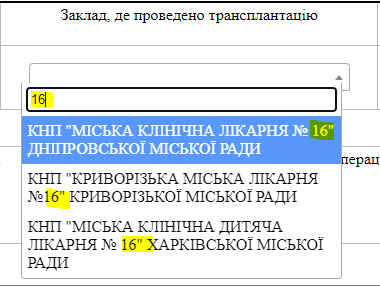 Заклад, де проведено трансплантацію
16
КНП "МІСЬКА КЛІНІЧНА ЛІКАРНЯ № 16"
ДНІПРОВСЬКОЇ МІСЬКОЇ РАДИ
операц
КНП "КРИВОРІЗЬКА МІСЬКА ЛІКАРНЯ
№16" КРИВОРІЗЬКОЇ МІСЬКОЇ РАДИ
КНП "МІСЬКА КЛІНІЧНА ДИТЯЧА
ЛІКАРНЯ № 16" ХАРКІВСЬКОЇ МІСЬКОЇ
РАДИ